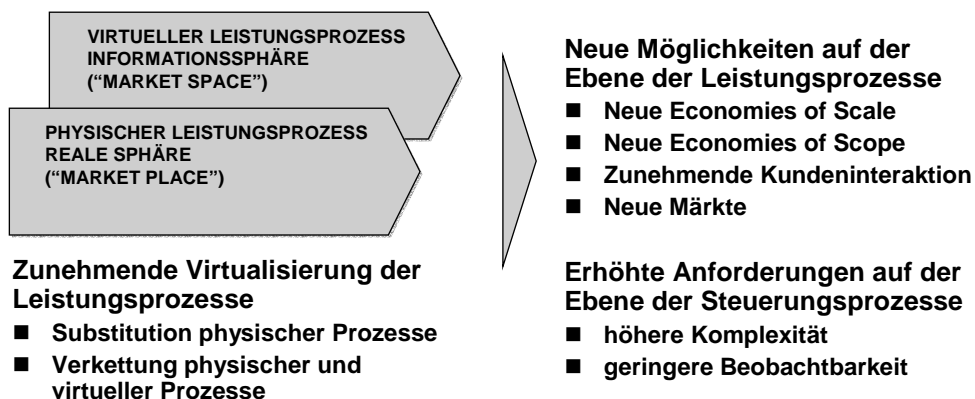 VIRTUELLER LEISTUNGSPROZESS
INFORMATIONSSPHÄRE
(“MARKET SPACE”)
PHYSISCHER LEISTUNGSPROZESS
REALE SPHÄRE
(“MARKET PLACE”)
Zunehmende Virtualisierung der
Leistungsprozesse
■ Substitution physischer Prozesse
■ Verkettung physischer und
virtueller Prozesse
Neue Möglichkeiten auf der
Ebene der Leistungsprozesse
■ Neue Economies of Scale
■ Neue Economies of Scope
■ Zunehmende Kundeninteraktion
■ Neue Märkte
Erhöhte Anforderungen auf der
Ebene der Steuerungsprozesse
■ höhere Komplexität
■ geringere Beobachtbarkeit